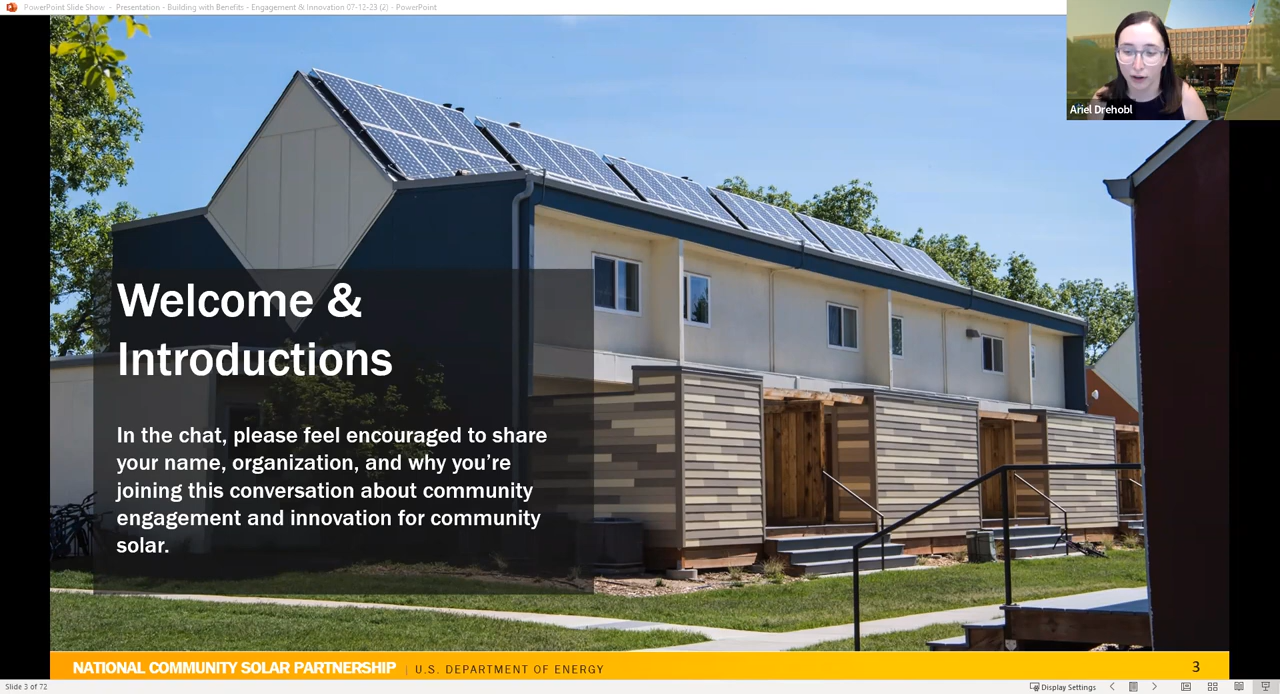 PowerPoint Slide Show - Presentation - Building with Benefits - Engagement & Innovation 07-12-23 (2) - PowerPoint
Ariel Drehobl
Welcome &
Introductions
In the chat, please feel encouraged to share
your name, organization, and why you're
joining this conversation about community
engagement and innovation for community
solar.
NATIONAL COMMUNITY SOLAR PARTNERSHIP | U.S. DEPARTMENT OF ENERGY
3
Slide 3 of 72
Display Settings